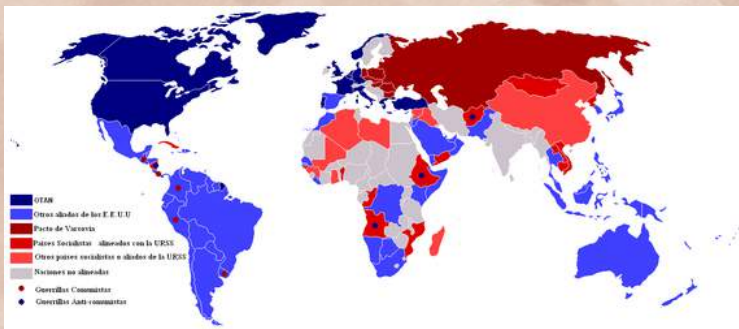 OTAN
Otros aliados de los E.E.U.U
Pacto de Varsovia
Países Socialistas alineados con la URSS
Otros países socialistas o aliados de la URSS
Naciones no alineadas
Guerrillas Comunistas
Guerrillas Anti-comunistas